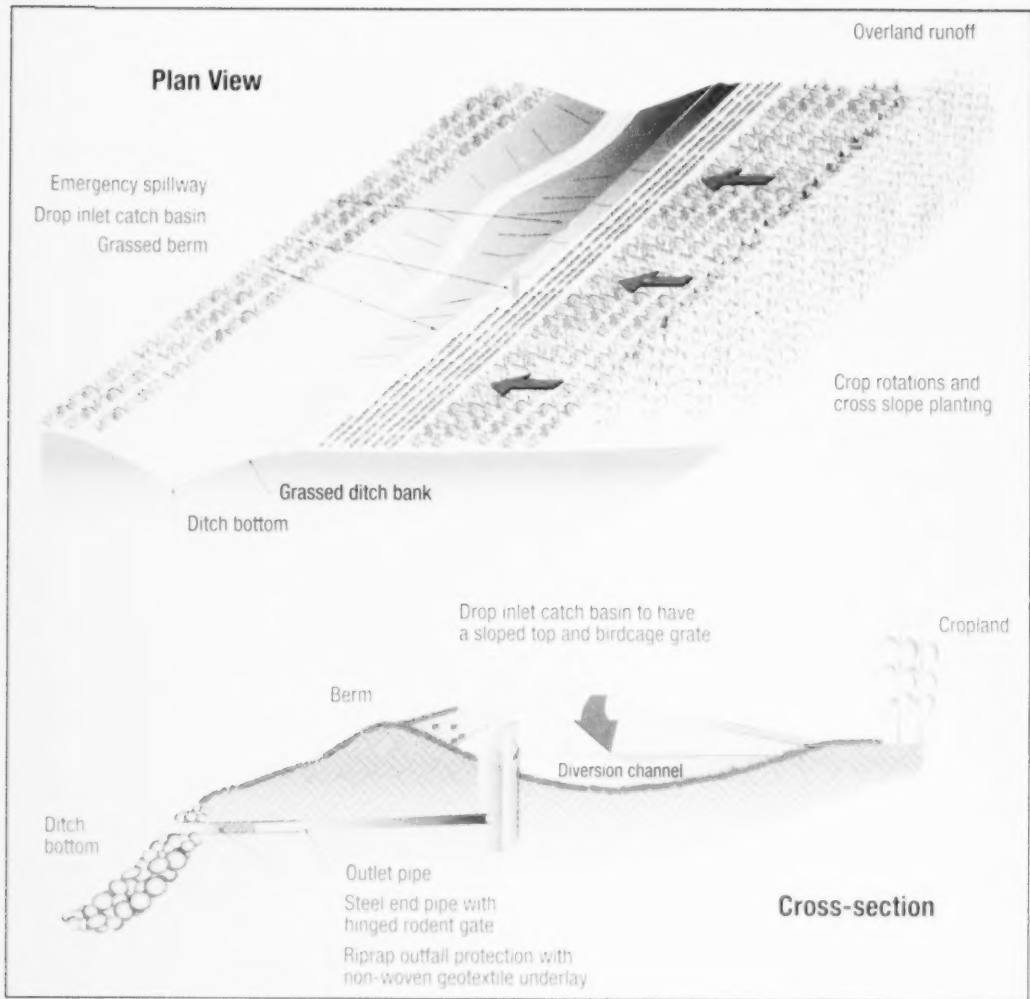 Overland runoff
Plan View
Emergency spillway
Drop inlet catch basin
Grassed berm
Crop rotations and
cross slope planting
Grassed ditch bank
Ditch bottom
Drop inlet catch basin to have
a sloped top and birdcage grate
Cropland
Berm
Diversion channel
Ditch
bottom
Outlet pipe
Steel end pipe with
hinged rodent gate
Riprap outfall protection with
non-woven geotextile underlay
Cross-section